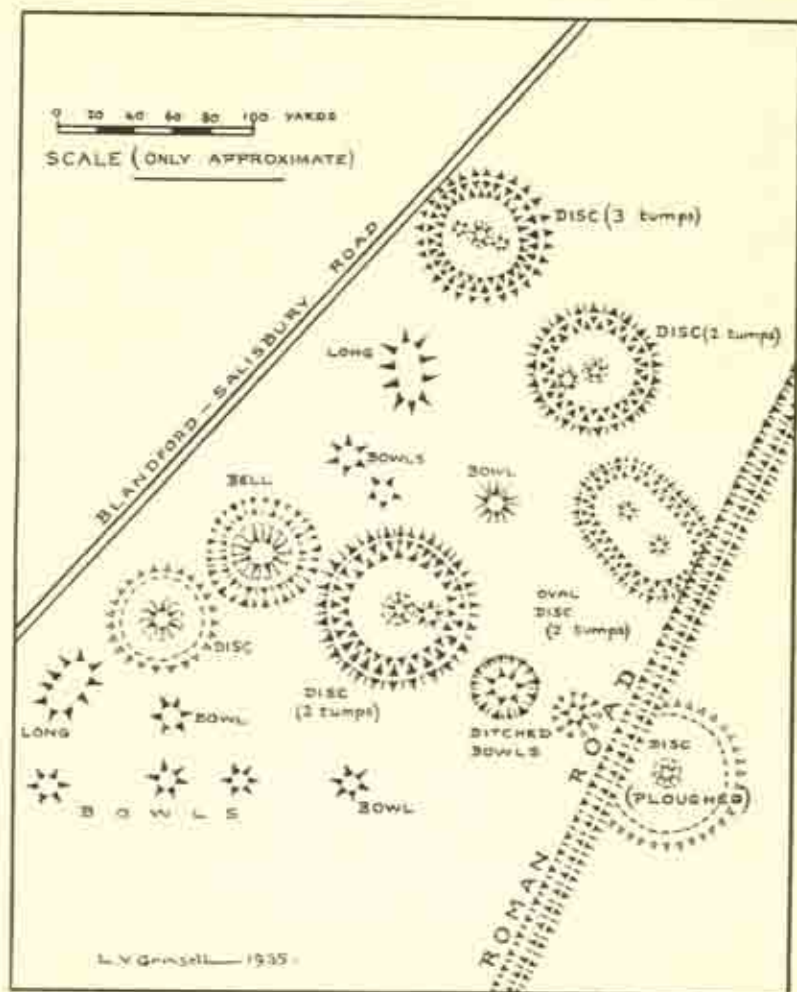 0 20 40 60 80 100 YARDS
SCALE (ONLY APPROXIMATE)
BLANDFORD – SALISBURY ROAD
DISC (3 tumps)
DISC (2 tumps)
LONG
BOWLS
BOWL
BELL
OVAL
DISC
(2 tumps)
DISC
DISC
(2 tumps)
LONG
BOWL
DITCHED
BOWLS
DISC
(PLOUGHED)
BOWLS
BOWL
ROMAN ROAD
L.V. Grinsell — 1935.